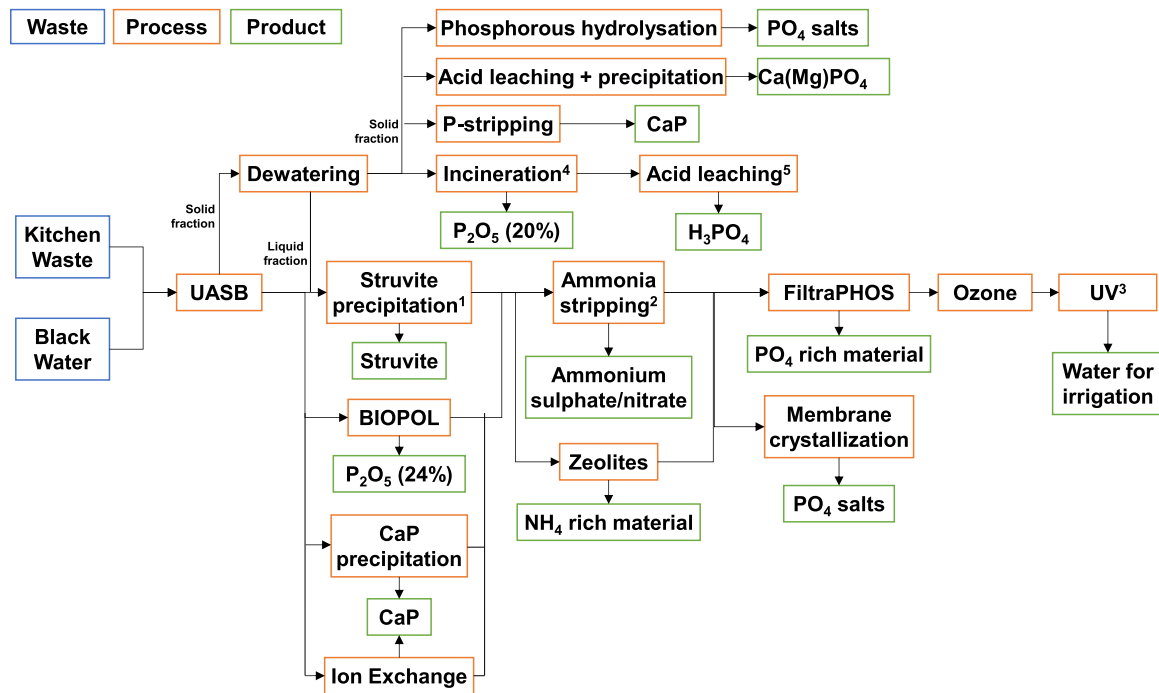 Waste
Process
Product
Phosphorous hydrolysation
PO₄ salts
Acid leaching + precipitation
Ca(Mg)PO₄
Solid
fraction
P-stripping
CaP
Dewatering
Incineration⁴
Acid leaching⁵
Solid
fraction
P₂O₅ (20%)
H₃PO₄
Kitchen
Waste
Liquid
fraction
UASB
Struvite
precipitation¹
Ammonia
stripping²
FiltraPHOS
Ozone
UV³
Black
Water
Struvite
PO₄ rich material
Ammonium
sulphate/nitrate
Water for
irrigation
BIOPOL
Membrane
crystallization
P₂O₅ (24%)
Zeolites
PO₄ salts
NH₄ rich material
CaP
precipitation
CaP
Ion Exchange